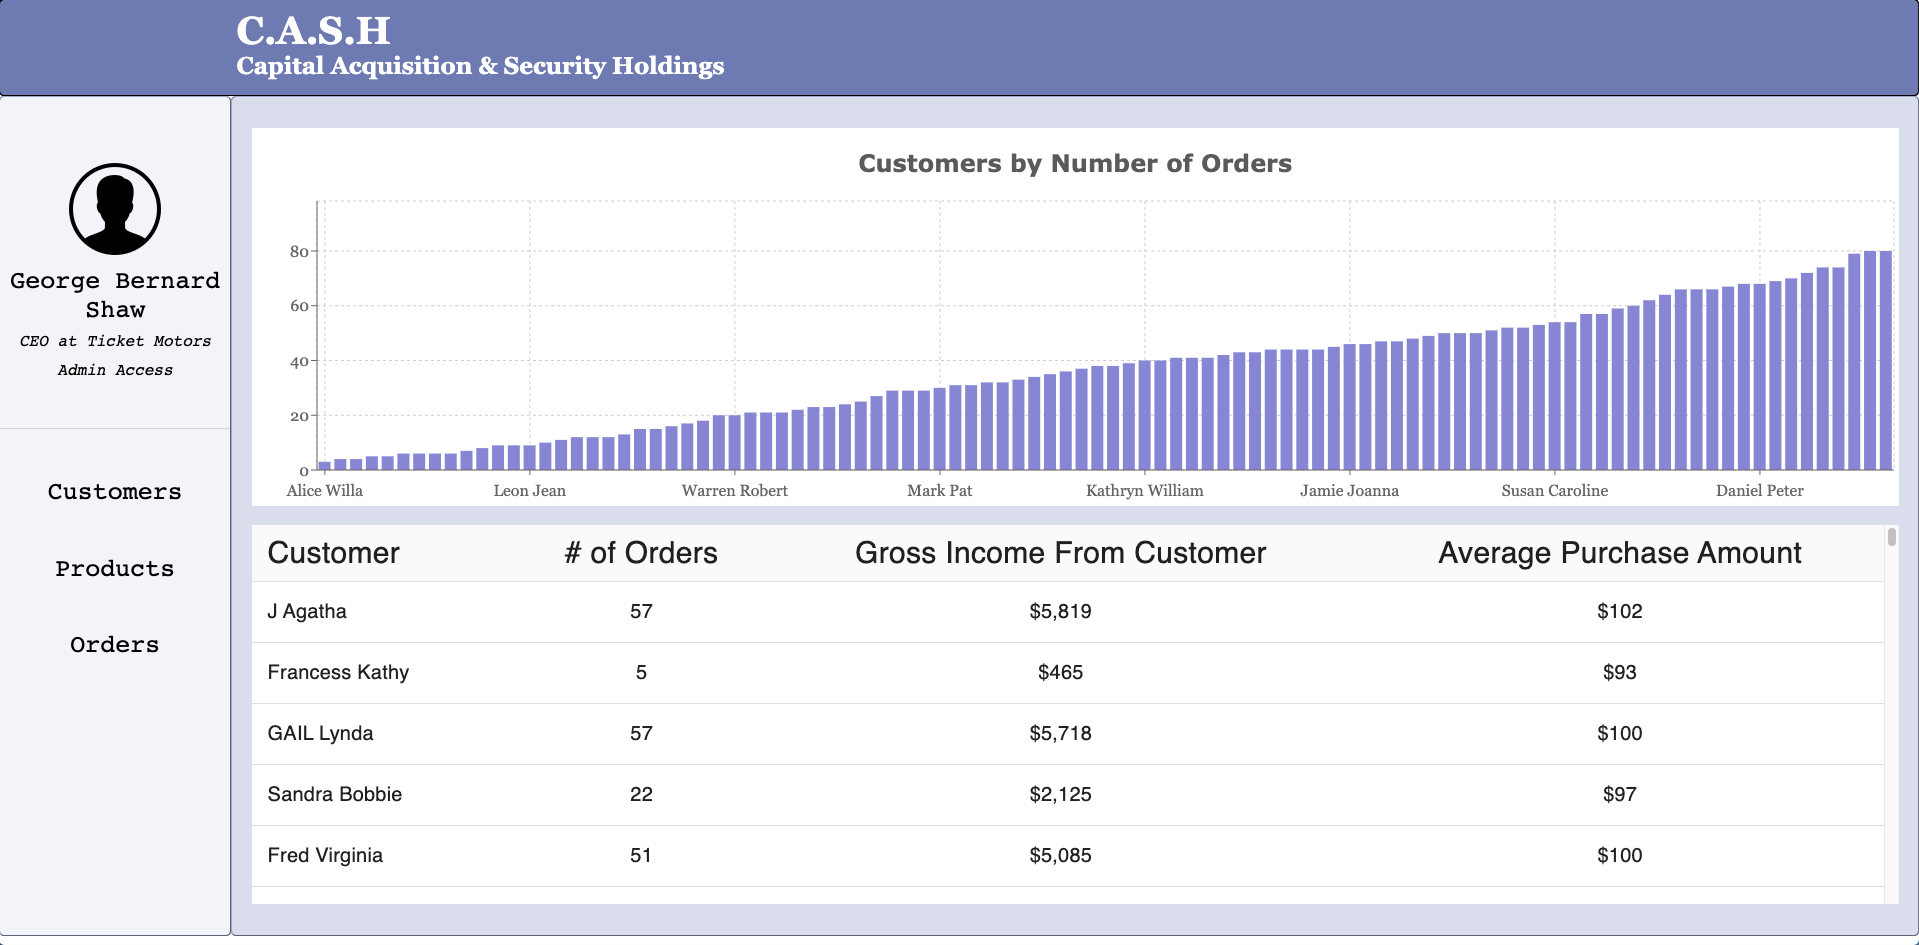 C.A.S.H
Capital Acquisition & Security Holdings
George Bernard
Shaw
CEO at Ticket Motors
Admin Access
Customers
Products
Orders
Customers by Number of Orders
80
60
40
20
0
Alice Willa Leon Jean Warren Robert Mark Pat Kathryn William Jamie Joanna Susan Caroline Daniel Peter
Customer # of Orders Gross Income From Customer Average Purchase Amount
J Agatha 57 $5,819 $102
Francess Kathy 5 $465 $93
GAIL Lynda 57 $5,718 $100
Sandra Bobbie 22 $2,125 $97
Fred Virginia 51 $5,085 $100